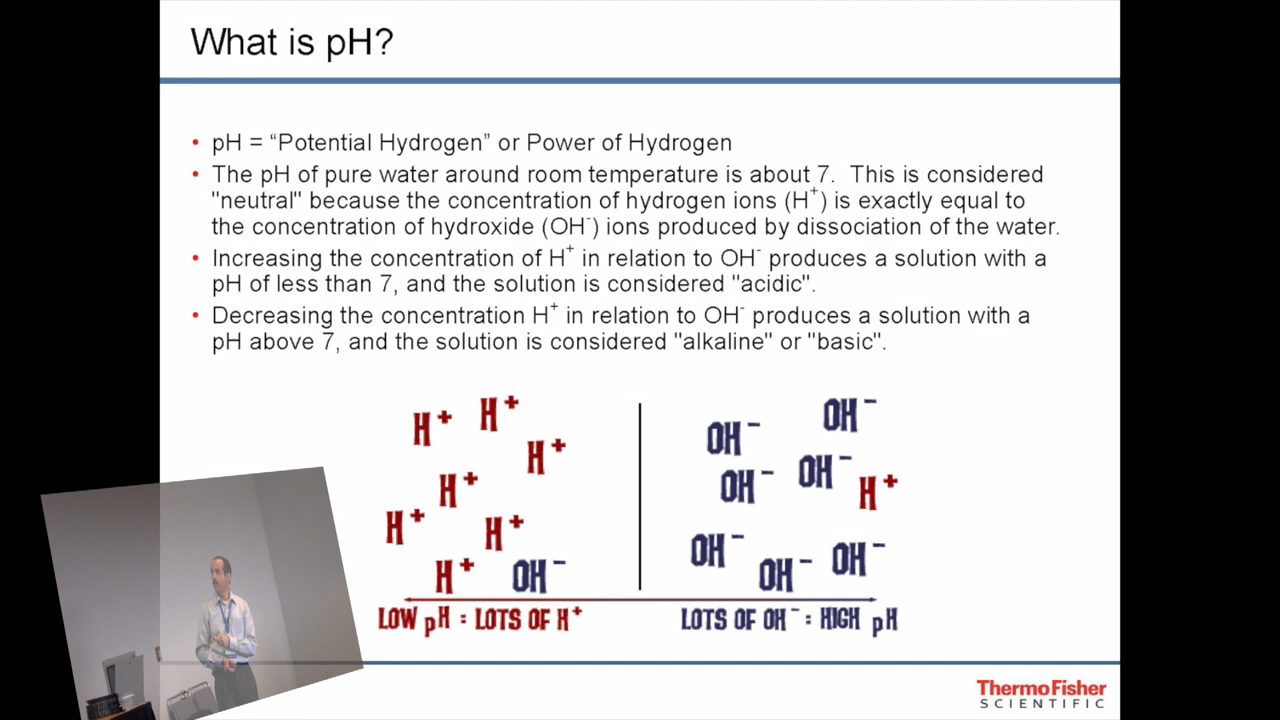 What is pH?
• pH = “Potential Hydrogen” or Power of Hydrogen
• The pH of pure water around room temperature is about 7. This is considered
"neutral" because the concentration of hydrogen ions (H⁺) is exactly equal to
the concentration of hydroxide (OH⁻) ions produced by dissociation of the water.
• Increasing the concentration of H⁺ in relation to OH⁻ produces a solution with a
pH of less than 7, and the solution is considered "acidic".
• Decreasing the concentration H⁺ in relation to OH⁻ produces a solution with a
pH above 7, and the solution is considered "alkaline" or "basic".
H⁺ H⁺
H⁺
H⁺
H⁺ H⁺
H⁺ OH⁻
LOW pH : LOTS OF H⁺
OH⁻ OH⁻
OH⁻ OH⁻ H⁺
OH⁻ OH⁻ OH⁻
LOTS OF OH⁻ : HIGH pH
ThermoFisher
SCIENTIFIC